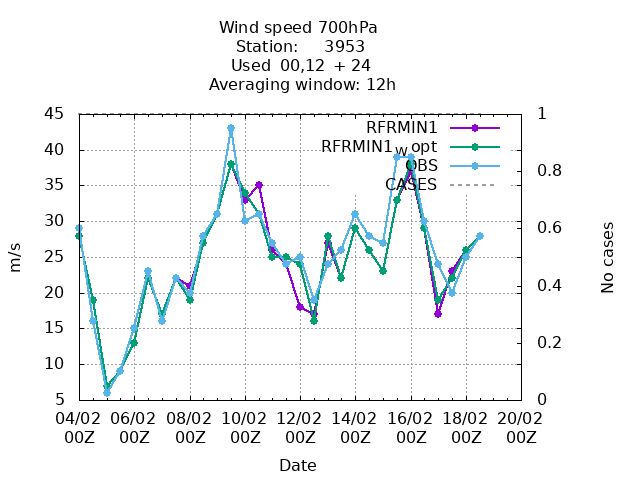 Wind speed 700hPa
Station: 3953
Used 00,12 + 24
Averaging window: 12h
45
40
35
30
25
20
15
10
5
m/s
1
0.8
0.6
0.4
0.2
0
No cases
RFRMIN1
RFRMIN1w opt
OBS
CASES
04/02 06/02 08/02 10/02 12/02 14/02 16/02 18/02 20/02
00Z 00Z 00Z 00Z 00Z 00Z 00Z 00Z 00Z
Date